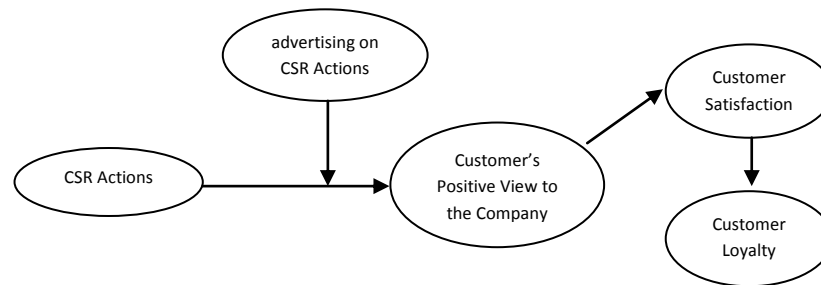 advertising on
CSR Actions
Customer
Satisfaction
CSR Actions
Customer’s
Positive View to
the Company
Customer
Loyalty